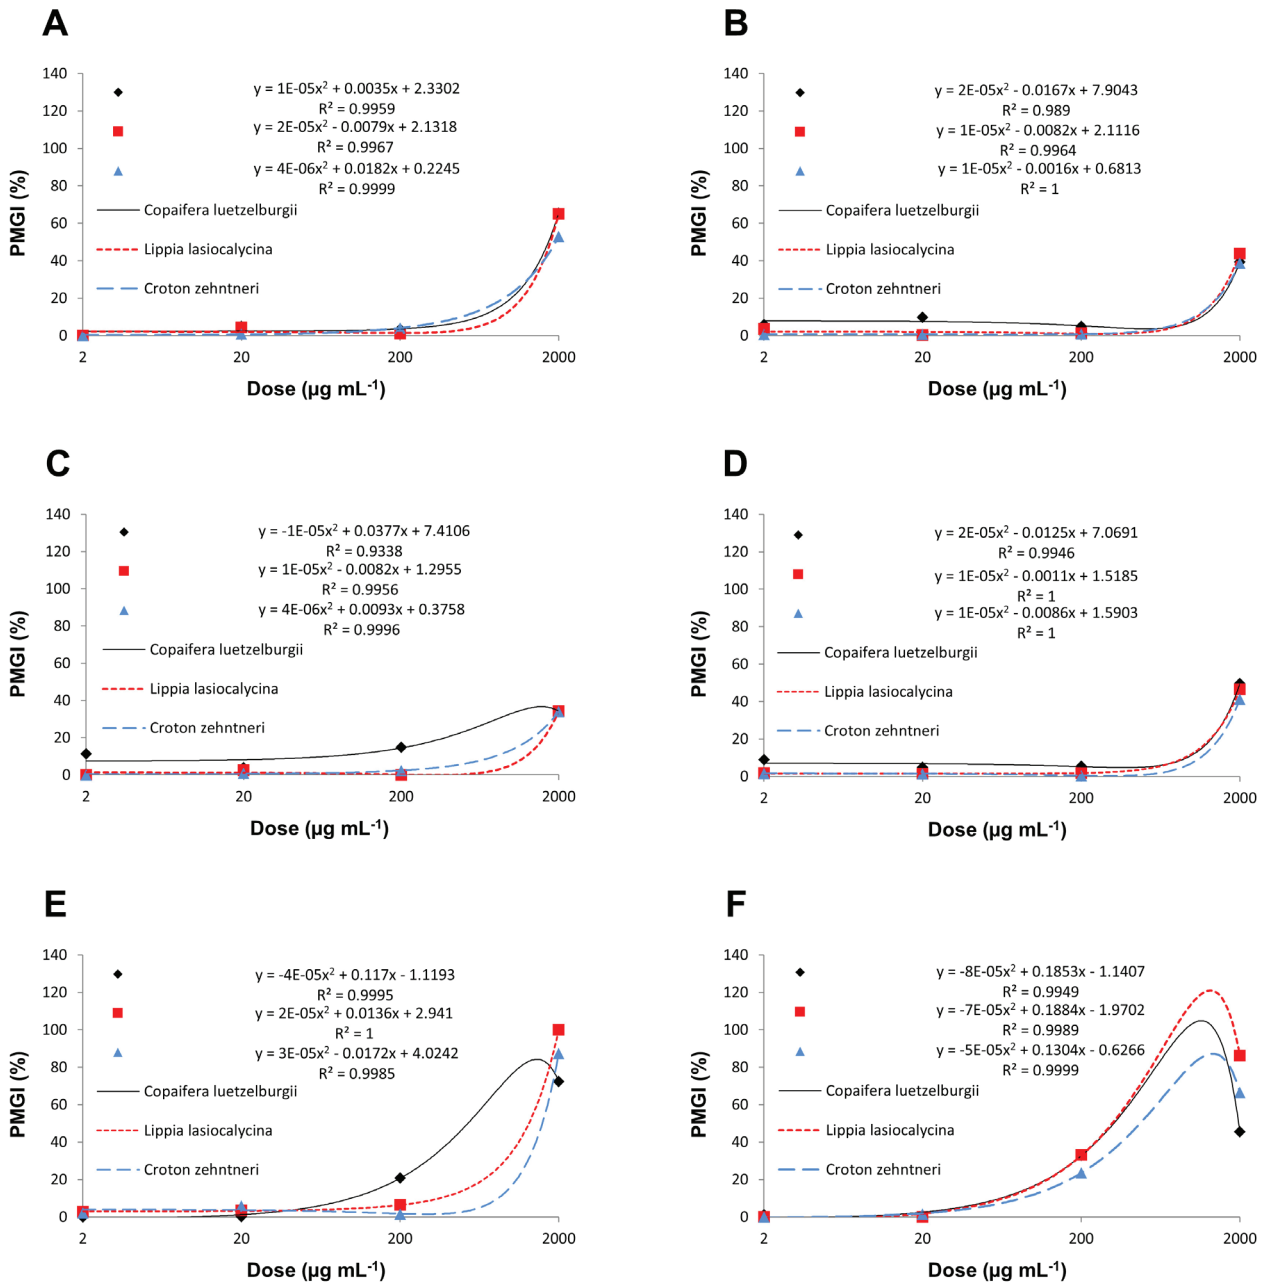 A
140
120
100
80
60
40
20
0
PMGI (%)
y = 1E-05x² + 0.0035x + 2.3302
R² = 0.9959
y = 2E-05x² - 0.0079x + 2.1318
R² = 0.9967
y = 4E-06x² + 0.0182x + 0.2245
R² = 0.9999
Copaifera luetzelburgii
Lippia lasiocalycina
Croton zehntneri
2 20 200 2000
Dose (µg mL⁻¹)
B
140
120
100
80
60
40
20
0
PMGI (%)
y = 2E-05x² - 0.0167x + 7.9043
R² = 0.989
y = 1E-05x² - 0.0082x + 2.1116
R² = 0.9964
y = 1E-05x² - 0.0016x + 0.6813
R² = 1
Copaifera luetzelburgii
Lippia lasiocalycina
Croton zehntneri
2 20 200 2000
Dose (µg mL⁻¹)
C
140
120
100
80
60
40
20
0
PMGI (%)
y = -1E-05x² + 0.0377x + 7.4106
R² = 0.9338
y = 1E-05x² - 0.0082x + 1.2955
R² = 0.9956
y = 4E-06x² + 0.0093x + 0.3758
R² = 0.9996
Copaifera luetzelburgii
Lippia lasiocalycina
Croton zehntneri
2 20 200 2000
Dose (µg mL⁻¹)
D
140
120
100
80
60
40
20
0
PMGI (%)
y = 2E-05x² - 0.0125x + 7.0691
R² = 0.9946
y = 1E-05x² - 0.0011x + 1.5185
R² = 1
y = 1E-05x² - 0.0086x + 1.5903
R² = 1
Copaifera luetzelburgii
Lippia lasiocalycina
Croton zehntneri
2 20 200 2000
Dose (µg mL⁻¹)
E
140
120
100
80
60
40
20
0
PMGI (%)
y = -4E-05x² + 0.117x - 1.1193
R² = 0.9995
y = 2E-05x² + 0.0136x + 2.941
R² = 1
y = 3E-05x² - 0.0172x + 4.0242
R² = 0.9985
Copaifera luetzelburgii
Lippia lasiocalycina
Croton zehntneri
2 20 200 2000
Dose (µg mL⁻¹)
F
140
120
100
80
60
40
20
0
PMGI (%)
y = -8E-05x² + 0.1853x - 1.1407
R² = 0.9949
y = -7E-05x² + 0.1884x - 1.9702
R² = 0.9989
y = -5E-05x² + 0.1304x - 0.6266
R² = 0.9999
Copaifera luetzelburgii
Lippia lasiocalycina
Croton zehntneri
2 20 200 2000
Dose (µg mL⁻¹)